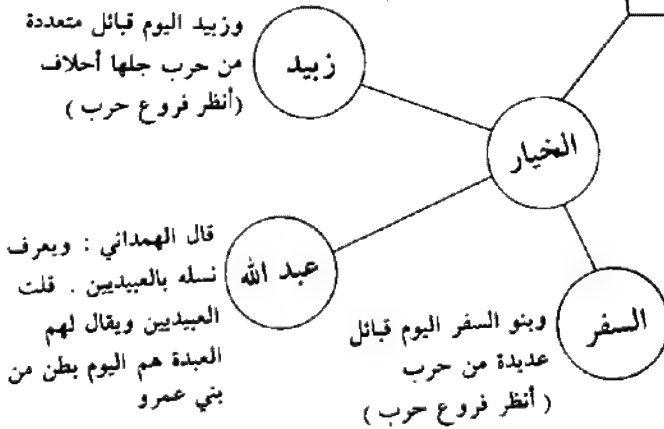 وزبيد اليوم قبائل متعددة
من حرب جلها أحلاف
(أنظر فروع حرب )
زبيد
الخيار
قال الهمداني : ويعرف
نسله بالعبيديين . قلت
العبيديين ويقال لهم
العبدة هم اليوم بطن من
بني عمرو
عبد الله
السفر
وبنو السفر اليوم قبائل
عديدة من حرب
( أنظر فروع حرب )